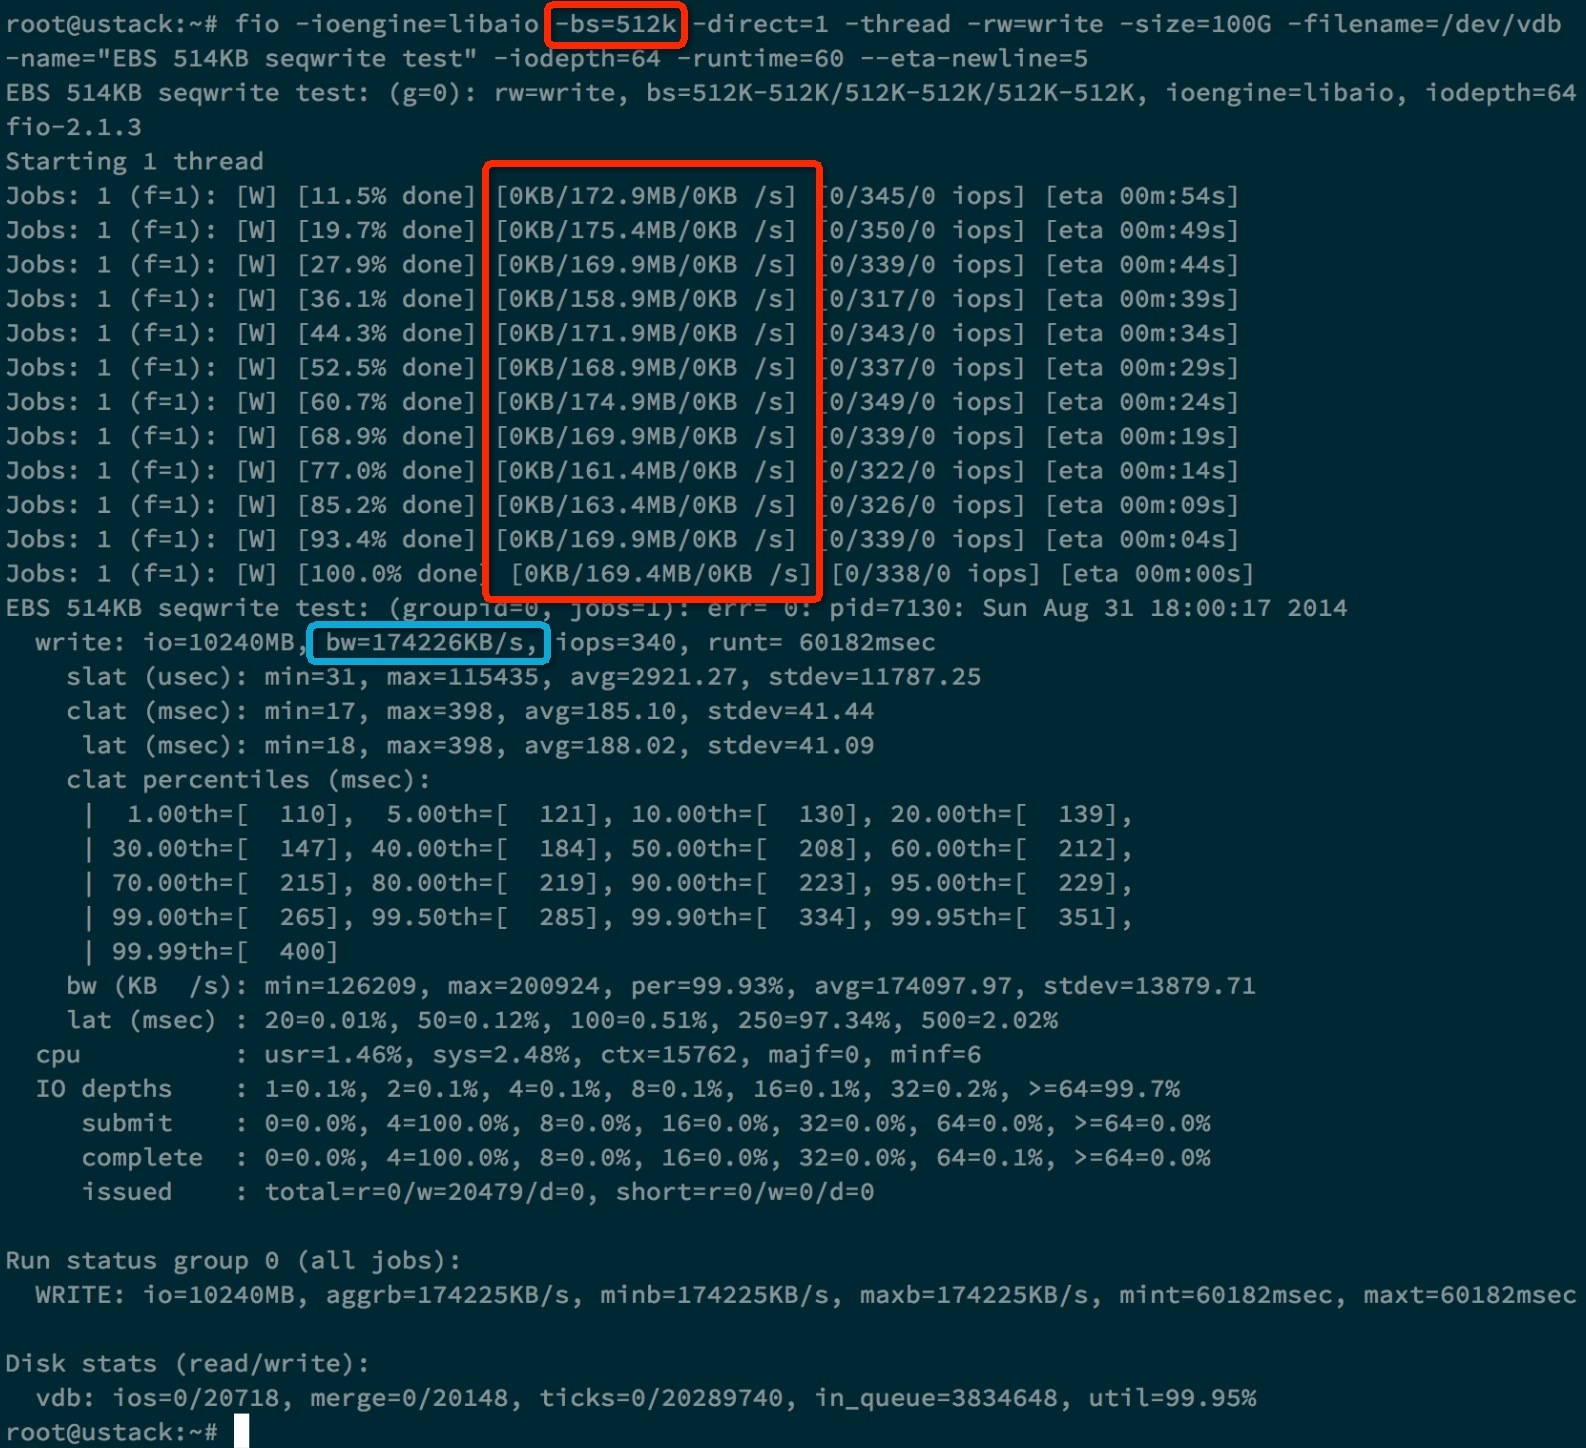 root@ustack:~# fio -ioengine=libaio -bs=512k -direct=1 -thread -rw=write -size=100G -filename=/dev/vdb
-name="EBS 514KB seqwrite test" -iodepth=64 -runtime=60 --eta-newline=5
EBS 514KB seqwrite test: (g=0): rw=write, bs=512K-512K/512K-512K/512K-512K, ioengine=libaio, iodepth=64
fio-2.1.3
Starting 1 thread
Jobs: 1 (f=1): [W] [11.5% done] [0KB/172.9MB/0KB /s] [0/345/0 iops] [eta 00m:54s]
Jobs: 1 (f=1): [W] [19.7% done] [0KB/175.4MB/0KB /s] [0/350/0 iops] [eta 00m:49s]
Jobs: 1 (f=1): [W] [27.9% done] [0KB/169.9MB/0KB /s] [0/339/0 iops] [eta 00m:44s]
Jobs: 1 (f=1): [W] [36.1% done] [0KB/158.9MB/0KB /s] [0/317/0 iops] [eta 00m:39s]
Jobs: 1 (f=1): [W] [44.3% done] [0KB/171.9MB/0KB /s] [0/343/0 iops] [eta 00m:34s]
Jobs: 1 (f=1): [W] [52.5% done] [0KB/168.9MB/0KB /s] [0/337/0 iops] [eta 00m:29s]
Jobs: 1 (f=1): [W] [60.7% done] [0KB/174.9MB/0KB /s] [0/349/0 iops] [eta 00m:24s]
Jobs: 1 (f=1): [W] [68.9% done] [0KB/169.9MB/0KB /s] [0/339/0 iops] [eta 00m:19s]
Jobs: 1 (f=1): [W] [77.0% done] [0KB/161.4MB/0KB /s] [0/322/0 iops] [eta 00m:14s]
Jobs: 1 (f=1): [W] [85.2% done] [0KB/163.4MB/0KB /s] [0/326/0 iops] [eta 00m:09s]
Jobs: 1 (f=1): [W] [93.4% done] [0KB/169.9MB/0KB /s] [0/339/0 iops] [eta 00m:04s]
Jobs: 1 (f=1): [W] [100.0% done] [0KB/169.4MB/0KB /s] [0/338/0 iops] [eta 00m:00s]
EBS 514KB seqwrite test: (groupid=0, jobs=1): err= 0: pid=7130: Sun Aug 31 18:00:17 2014
write: io=10240MB, bw=174226KB/s, iops=340, runt= 60182msec
slat (usec): min=31, max=115435, avg=2921.27, stdev=11787.25
clat (msec): min=17, max=398, avg=185.10, stdev=41.44
lat (msec): min=18, max=398, avg=188.02, stdev=41.09
clat percentiles (msec):
| 1.00th=[ 110], 5.00th=[ 121], 10.00th=[ 130], 20.00th=[ 139],
| 30.00th=[ 147], 40.00th=[ 184], 50.00th=[ 208], 60.00th=[ 212],
| 70.00th=[ 215], 80.00th=[ 219], 90.00th=[ 223], 95.00th=[ 229],
| 99.00th=[ 265], 99.50th=[ 285], 99.90th=[ 334], 99.95th=[ 351],
| 99.99th=[ 400]
bw (KB /s): min=126209, max=200924, per=99.93%, avg=174097.97, stdev=13879.71
lat (msec) : 20=0.01%, 50=0.12%, 100=0.51%, 250=97.34%, 500=2.02%
cpu : usr=1.46%, sys=2.48%, ctx=15762, majf=0, minf=6
IO depths : 1=0.1%, 2=0.1%, 4=0.1%, 8=0.1%, 16=0.1%, 32=0.2%, >=64=99.7%
submit : 0=0.0%, 4=100.0%, 8=0.0%, 16=0.0%, 32=0.0%, 64=0.0%, >=64=0.0%
complete : 0=0.0%, 4=100.0%, 8=0.0%, 16=0.0%, 32=0.0%, 64=0.1%, >=64=0.0%
issued : total=r=0/w=20479/d=0, short=r=0/w=0/d=0
Run status group 0 (all jobs):
WRITE: io=10240MB, aggrb=174225KB/s, minb=174225KB/s, maxb=174225KB/s, mint=60182msec, maxt=60182msec
Disk stats (read/write):
vdb: ios=0/20718, merge=0/20148, ticks=0/20289740, in_queue=3834648, util=99.95%
root@ustack:~#